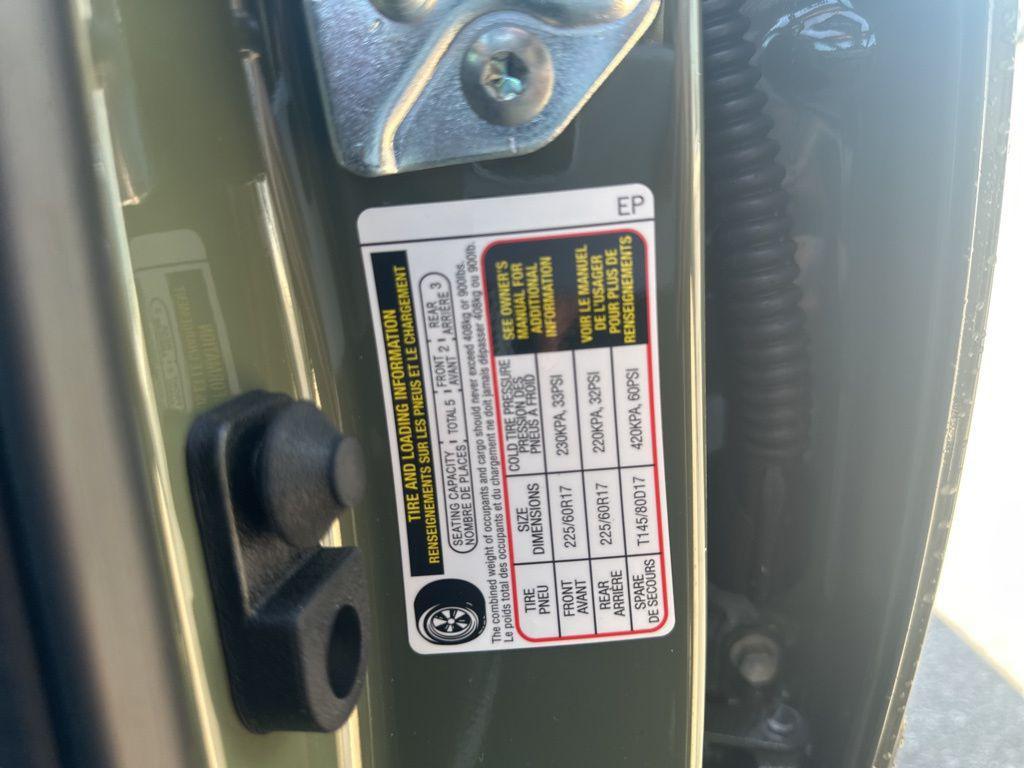 EP
TIRE AND LOADING INFORMATION
RENSEIGNEMENTS SUR LES PNEUS ET LE CHARGEMENT
SEATING CAPACITY TOTAL 5 FRONT 2 REAR 3
NOMBRE DE PLACES AVANT ARRIÈRE
The combined weight of occupants and cargo should never exceed 408kg or 900lbs.
Le poids total des occupants et du chargement ne doit jamais dépasser 408kg ou 900lb.
TIRE SIZE COLD TIRE PRESSURE
PNEU DIMENSIONS PRESSION DES
PNEUS À FROID
FRONT 225/60R17 230KPA, 33PSI
AVANT
REAR 225/60R17 220KPA, 32PSI
ARRIÈRE
SPARE T145/80D17 420KPA, 60PSI
DE SECOURS
SEE OWNER'S
MANUAL FOR
ADDITIONAL
INFORMATION
VOIR LE MANUEL
DE L'USAGER
POUR PLUS DE
RENSEIGNEMENTS